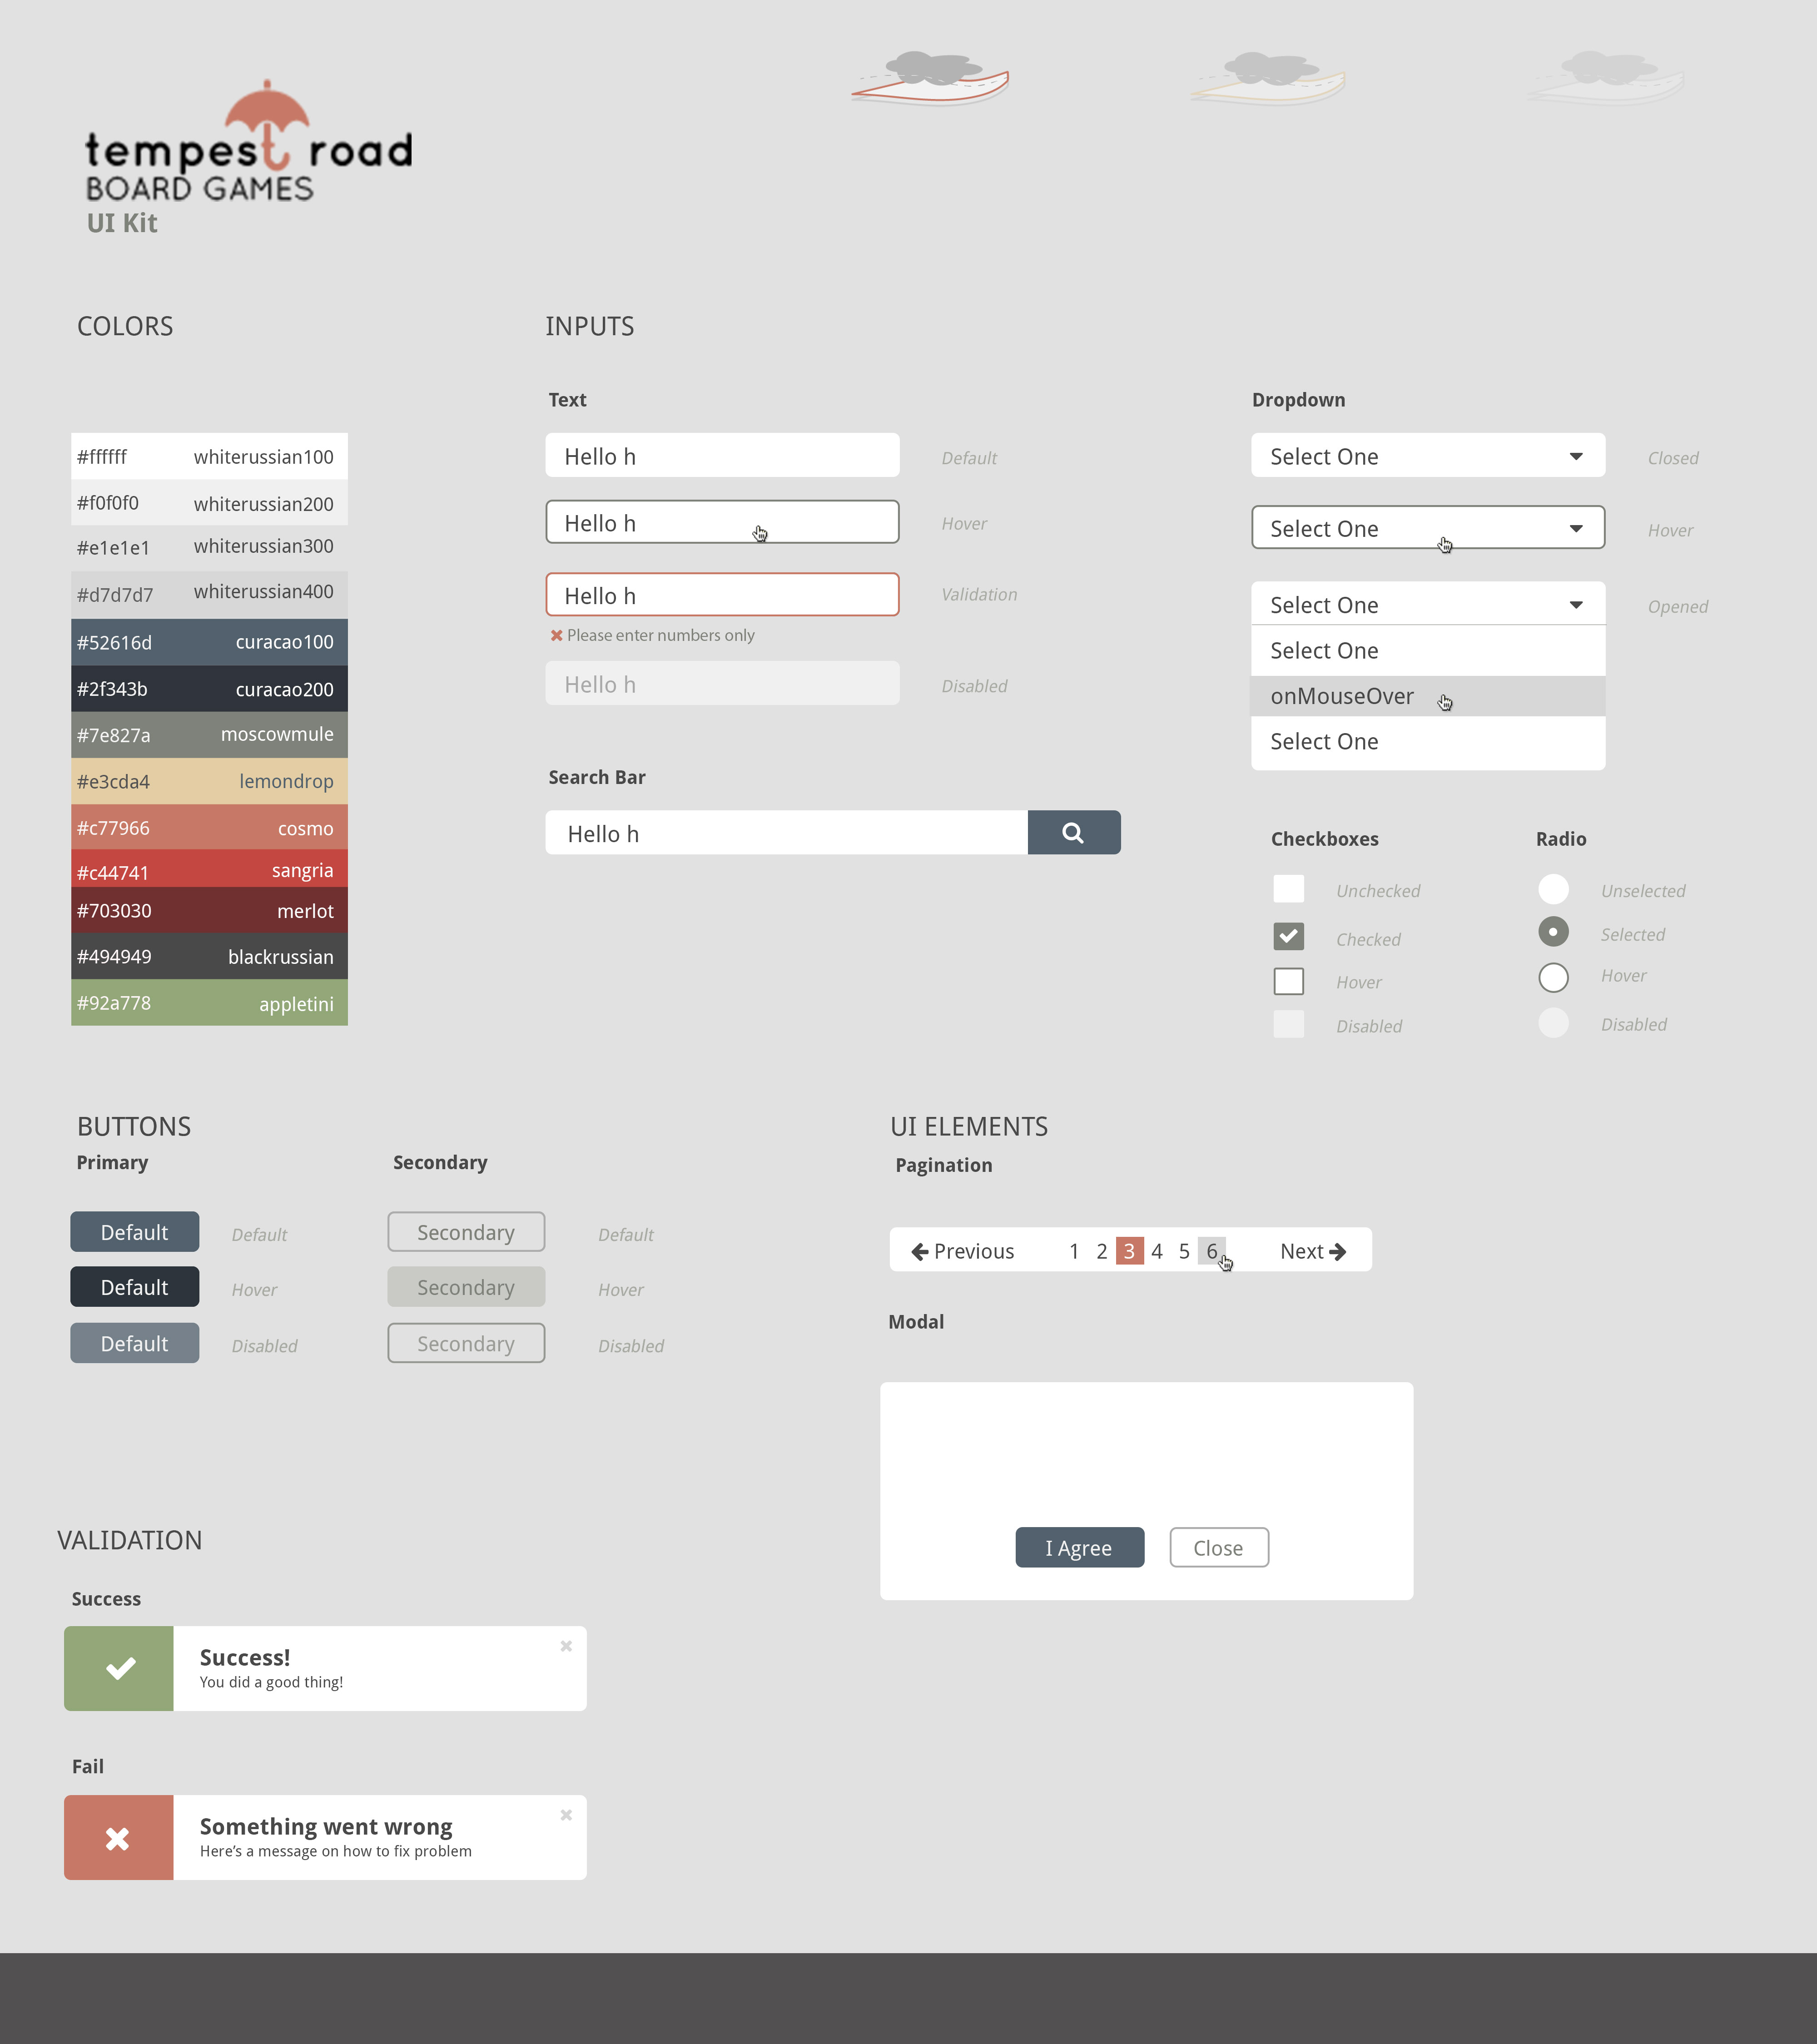 tempest road
BOARD GAMES
UI Kit
COLORS
#ffffff whiterussian100
#f0f0f0 whiterussian200
#e1e1e1 whiterussian300
#d7d7d7 whiterussian400
#52616d curacao100
#2f343b curacao200
#7e827a moscowmule
#e3cda4 lemondrop
#c77966 cosmo
#c44741 sangria
#703030 merlot
#494949 blackrussian
#92a778 appletini
INPUTS
Text
Hello h Default
Hello h Hover
Hello h Validation
Please enter numbers only
Hello h Disabled
Search Bar
Hello h
Dropdown
Select One Closed
Select One Hover
Select One Opened
Select One
onMouseOver
Select One
Checkboxes
Unchecked
Checked
Hover
Disabled
Radio
Unselected
Selected
Hover
Disabled
BUTTONS
Primary
Default Default
Default Hover
Default Disabled
Secondary
Secondary Default
Secondary Hover
Secondary Disabled
UI ELEMENTS
Pagination
Previous 1 2 3 4 5 6 Next
Modal
I Agree Close
VALIDATION
Success
Success!
You did a good thing!
Fail
Something went wrong
Here’s a message on how to fix problem